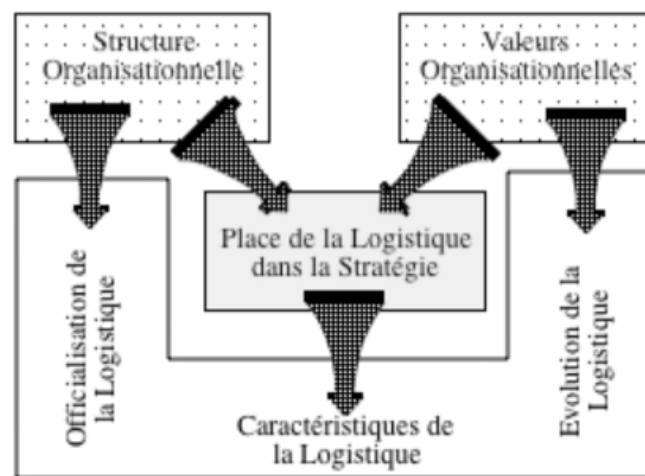 Structure
Organisationnelle
Valeurs
Organisationnelles
Place de la Logistique
dans la Stratégie
Officialisation de
la Logistique
Caractéristiques de
la Logistique
Evolution de la
Logistique